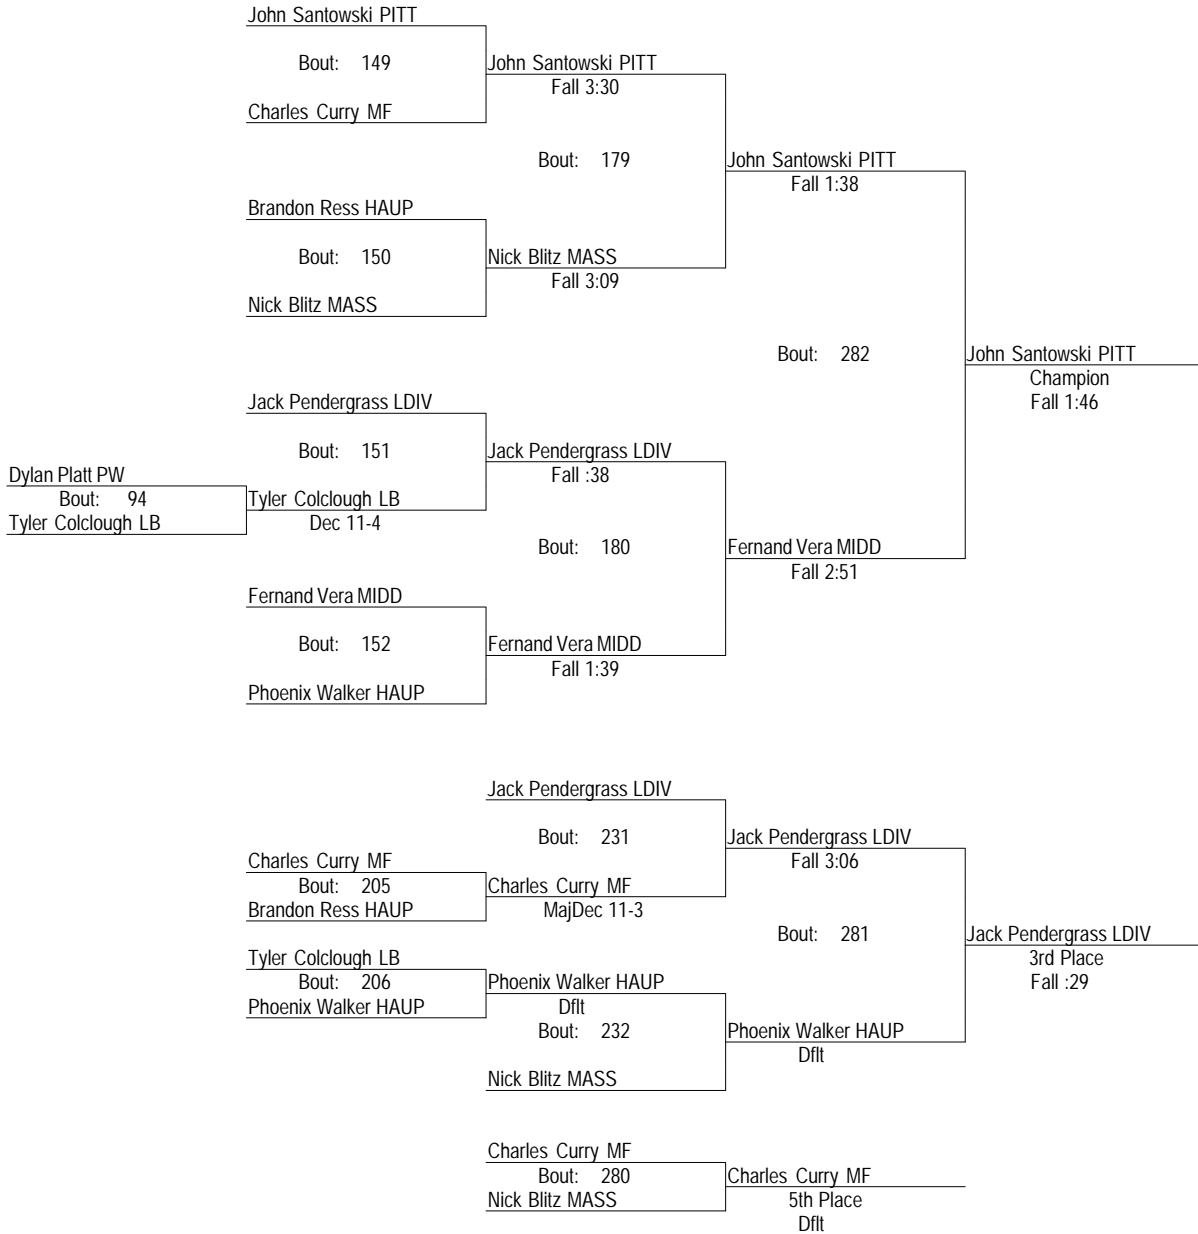 John Santowski PITT
Bout: 149
John Santowski PITT
Fall 3:30
Charles Curry MF
Bout: 179
John Santowski PITT
Fall 1:38
Brandon Ress HAUP
Bout: 150
Nick Blitz MASS
Fall 3:09
Nick Blitz MASS
Bout: 282
John Santowski PITT
Champion
Fall 1:46
Jack Pendergrass LDIV
Bout: 151
Jack Pendergrass LDIV
Fall :38
Dylan Platt PW
Bout: 94
Tyler Colclough LB
Tyler Colclough LB
Dec 11-4
Bout: 180
Fernand Vera MIDD
Fall 2:51
Fernand Vera MIDD
Bout: 152
Fernand Vera MIDD
Fall 1:39
Phoenix Walker HAUP
Jack Pendergrass LDIV
Bout: 231
Jack Pendergrass LDIV
Fall 3:06
Charles Curry MF
Bout: 205
Brandon Ress HAUP
Charles Curry MF
MajDec 11-3
Bout: 281
Jack Pendergrass LDIV
3rd Place
Fall :29
Tyler Colclough LB
Bout: 206
Phoenix Walker HAUP
Phoenix Walker HAUP
Dflt
Bout: 232
Phoenix Walker HAUP
Dflt
Nick Blitz MASS
Charles Curry MF
Bout: 280
Nick Blitz MASS
Charles Curry MF
5th Place
Dflt